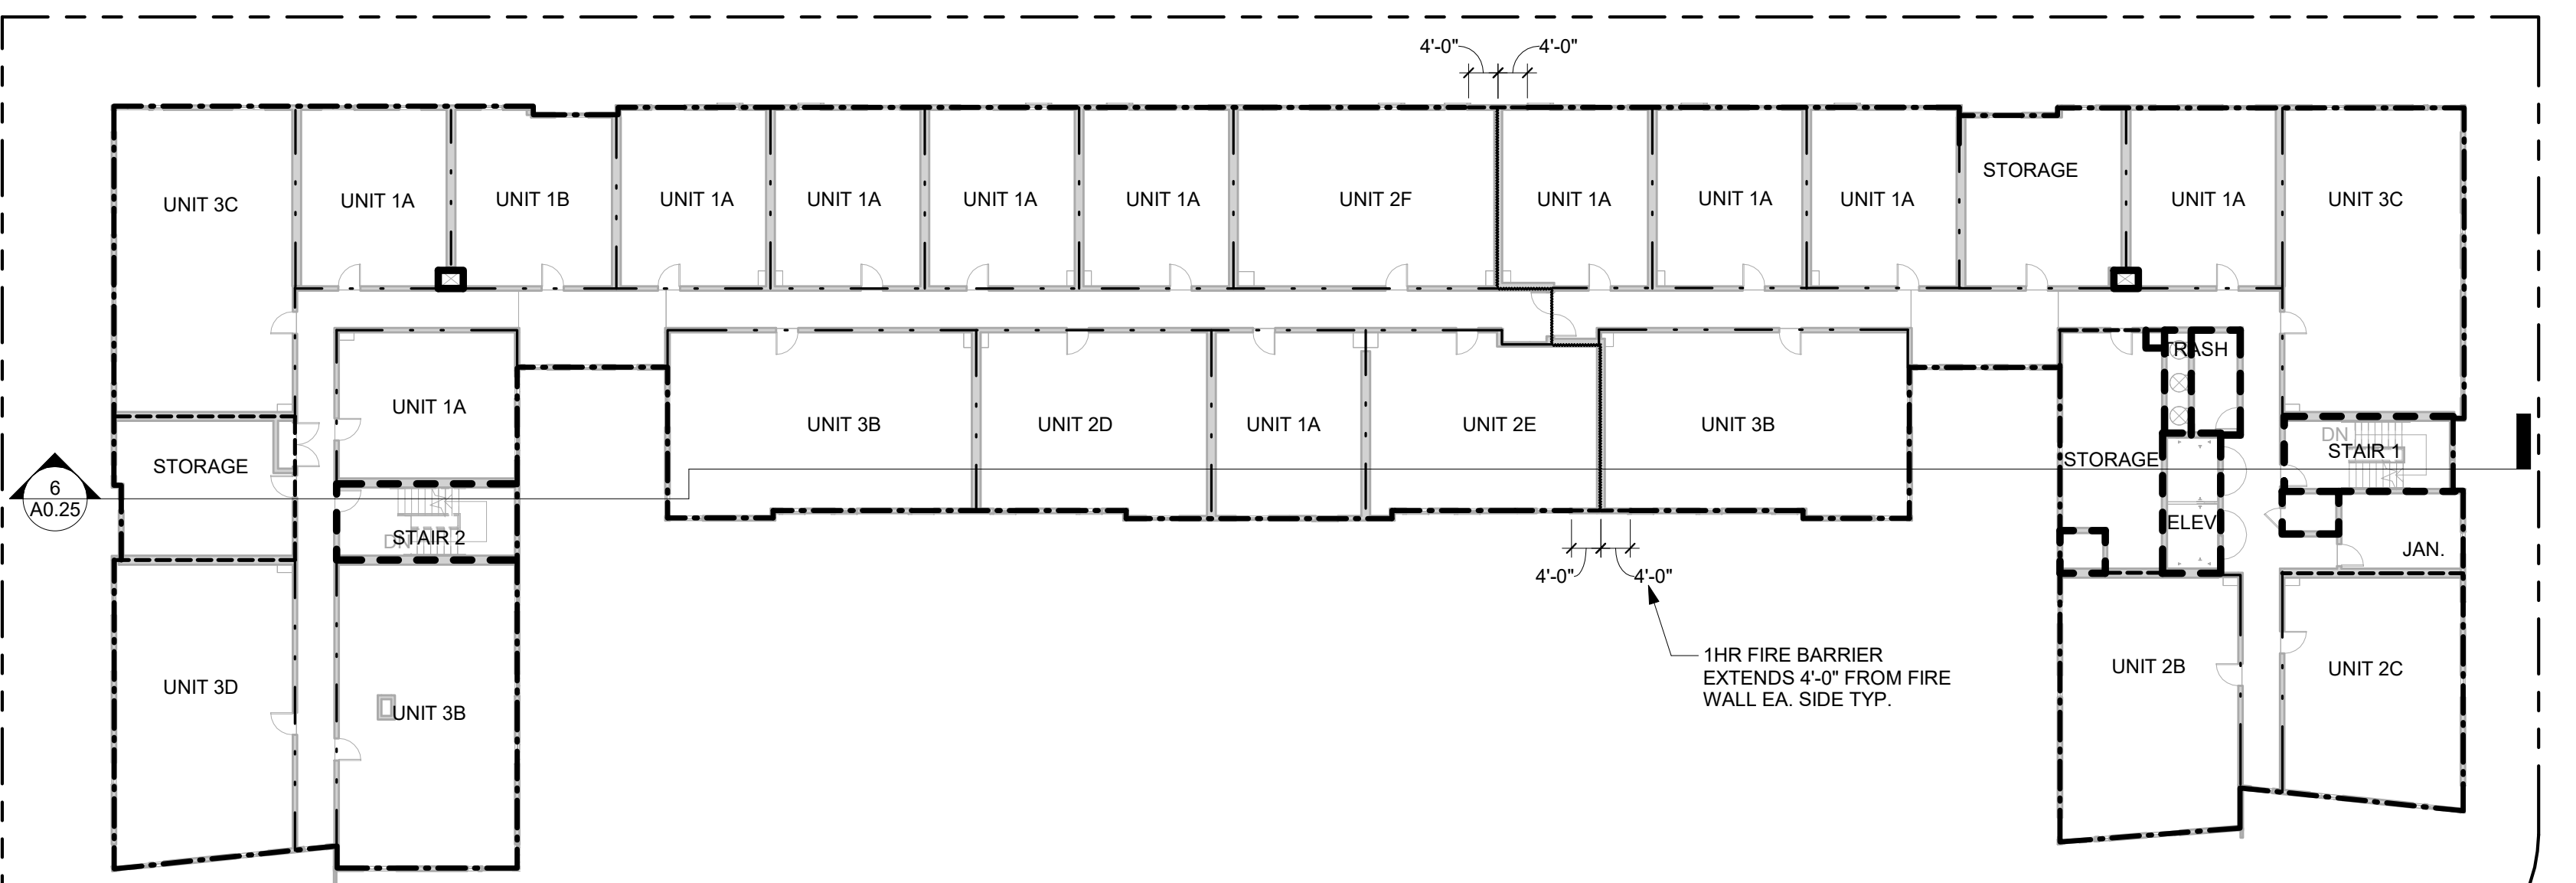 4'-0"
4'-0"
UNIT 3C
UNIT 1A
UNIT 1B
UNIT 1A
UNIT 1A
UNIT 1A
UNIT 1A
UNIT 2F
UNIT 1A
UNIT 1A
UNIT 1A
STORAGE
UNIT 1A
UNIT 3C
TRASH
UNIT 1A
UNIT 3B
UNIT 2D
UNIT 1A
UNIT 2E
UNIT 3B
STORAGE
DN
STAIR 1
STORAGE
6
A0.25
DN
STAIR 2
ELEV
JAN.
4'-0"
4'-0"
1HR FIRE BARRIER
EXTENDS 4'-0" FROM FIRE
WALL EA. SIDE TYP.
UNIT 3D
UNIT 3B
UNIT 2B
UNIT 2C